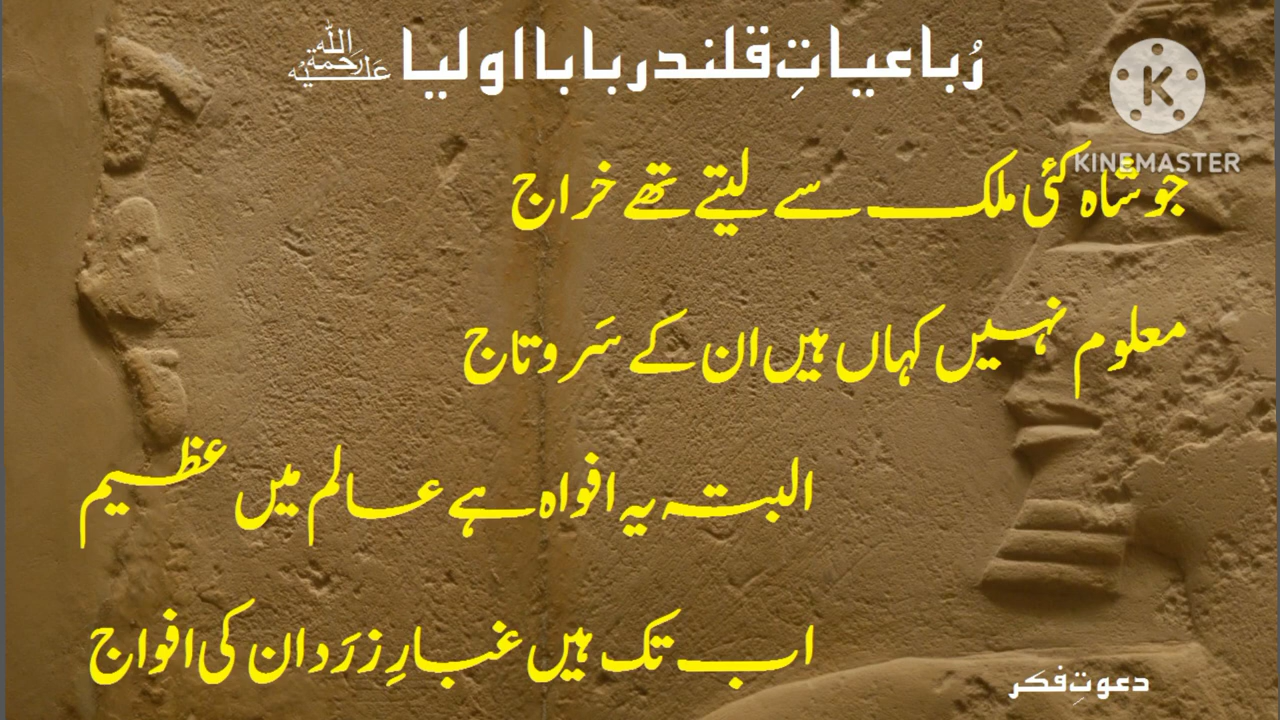 رُباعیاتِ قلندر بابا اولیا رحمۃ اللہ علیہ
KINEMASTER
جو شاہ کئی ملک سے لیتے تھے خراج
معلوم نہیں کہاں ہیں ان کے سَر و تاج
البتہ یہ افواہ ہے عالم میں عظیم
اب تک ہیں غبارِ زرَد ان کی افواج
دعوتِ فکر